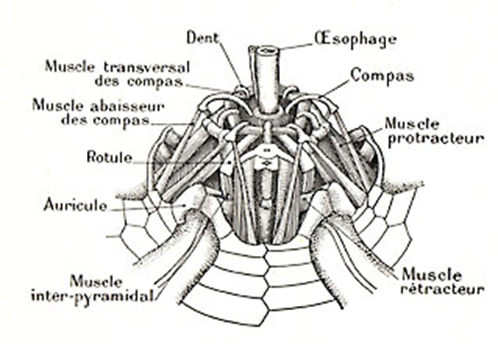 Dent
Œsophage
Muscle transversal
des compas
Compas
Muscle abaisseur
des compas
Muscle
protracteur
Rotule
Auricule
Muscle
inter-pyramidal
Muscle
rétracteur